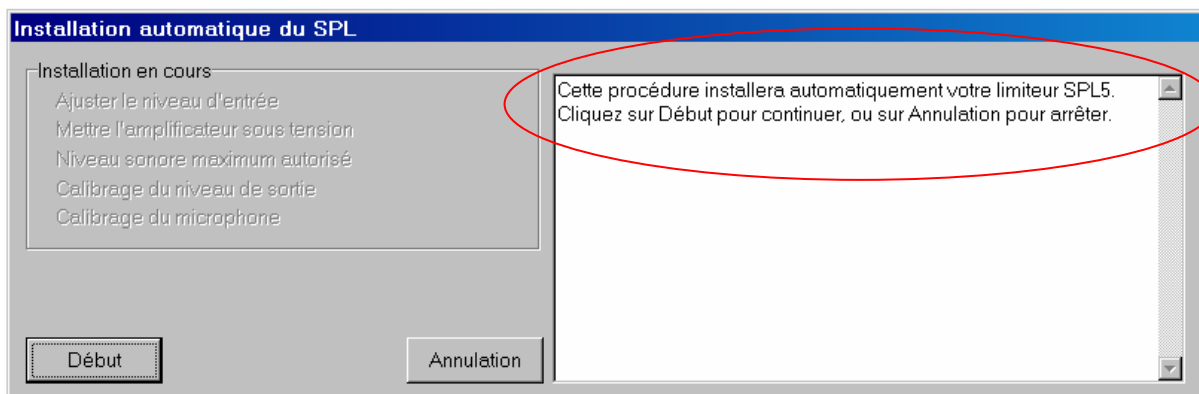 Installation automatique du SPL
Installation en cours
Ajuster le niveau d'entrée
Mettre l'amplificateur sous tension
Niveau sonore maximum autorisé
Calibrage du niveau de sortie
Calibrage du microphone
Cette procédure installera automatiquement votre limiteur SPL5.
Cliquez sur Début pour continuer, ou sur Annulation pour arrêter.
Début
Annulation